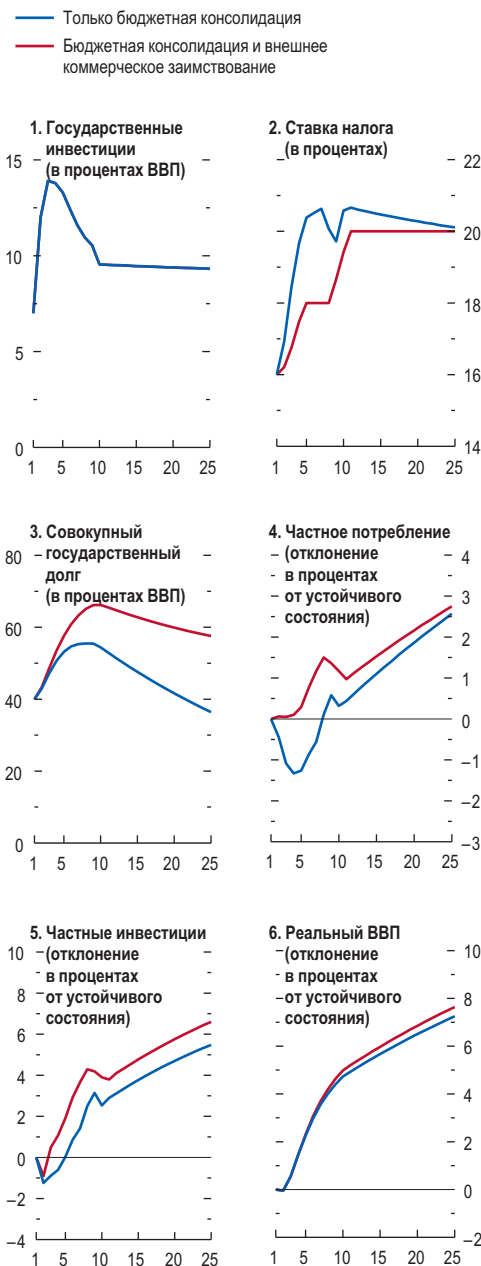 Только бюджетная консолидация
Бюджетная консолидация и внешнее
коммерческое заимствование
1. Государственные
инвестиции
(в процентах ВВП)
15
10
5
0
1 5 10 15 20 25
2. Ставка налога
(в процентах)
22
20
18
16
14
1 5 10 15 20 25
3. Совокупный
государственный
долг
(в процентах ВВП)
80
60
40
20
0
1 5 10 15 20 25
4. Частное потребление
(отклонение
в процентах
от устойчивого
состояния)
4
3
2
1
0
–1
–2
–3
1 5 10 15 20 25
5. Частные инвестиции
(отклонение
в процентах
от устойчивого
состояния)
10
8
6
4
2
0
–2
–4
1 5 10 15 20 25
6. Реальный ВВП
(отклонение
в процентах
от устойчивого
состояния)
10
8
6
4
2
0
–2
1 5 10 15 20 25